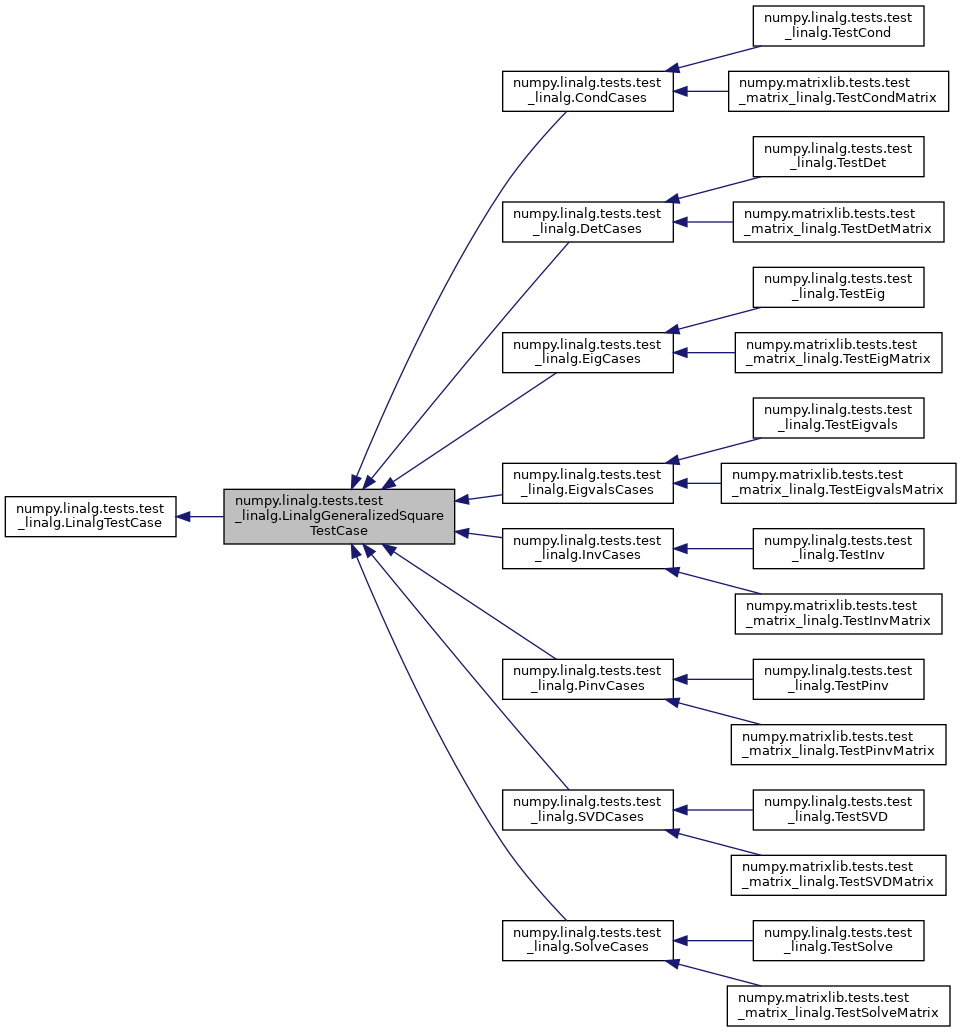 numpy.linalg.tests.test
_linalg.LinalgTestCase
numpy.linalg.tests.test
_linalg.LinalgGeneralizedSquare
TestCase
numpy.linalg.tests.test
_linalg.CondCases
numpy.linalg.tests.test
_linalg.TestCond
numpy.matrixlib.tests.test
_matrix_linalg.TestCondMatrix
numpy.linalg.tests.test
_linalg.DetCases
numpy.linalg.tests.test
_linalg.TestDet
numpy.matrixlib.tests.test
_matrix_linalg.TestDetMatrix
numpy.linalg.tests.test
_linalg.EigCases
numpy.linalg.tests.test
_linalg.TestEig
numpy.matrixlib.tests.test
_matrix_linalg.TestEigMatrix
numpy.linalg.tests.test
_linalg.EigvalsCases
numpy.linalg.tests.test
_linalg.TestEigvals
numpy.matrixlib.tests.test
_matrix_linalg.TestEigvalsMatrix
numpy.linalg.tests.test
_linalg.InvCases
numpy.linalg.tests.test
_linalg.TestInv
numpy.matrixlib.tests.test
_matrix_linalg.TestInvMatrix
numpy.linalg.tests.test
_linalg.PinvCases
numpy.linalg.tests.test
_linalg.TestPinv
numpy.matrixlib.tests.test
_matrix_linalg.TestPinvMatrix
numpy.linalg.tests.test
_linalg.SVDCases
numpy.linalg.tests.test
_linalg.TestSVD
numpy.matrixlib.tests.test
_matrix_linalg.TestSVDMatrix
numpy.linalg.tests.test
_linalg.SolveCases
numpy.linalg.tests.test
_linalg.TestSolve
numpy.matrixlib.tests.test
_matrix_linalg.TestSolveMatrix